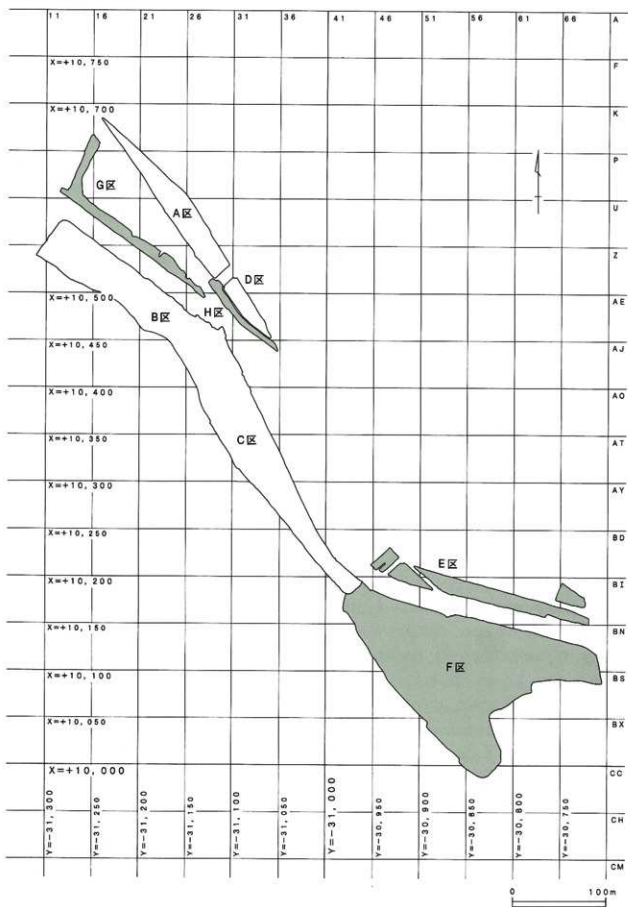 11 16 21 26 31 36 41 46 51 56 61 66 A
X=+10,750 F
X=+10,700 K
P
G区
U
A区
Z
D区
X=+10,500 AE
H区
B区
X=+10,450 AJ
X=+10,400 AO
X=+10,350 AT
C区
X=+10,300 AY
X=+10,250 BD
E区
X=+10,200 BI
X=+10,150 BN
X=+10,100 BS
F区
X=+10,050 BX
X=+10,000 CC
CH
Y=-31,300 Y=-31,250 Y=-31,200 Y=-31,150 Y=-31,100 Y=-31,050 Y=-31,000 Y=-30,950 Y=-30,900 Y=-30,850 Y=-30,800 Y=-30,750
CM
0 100m